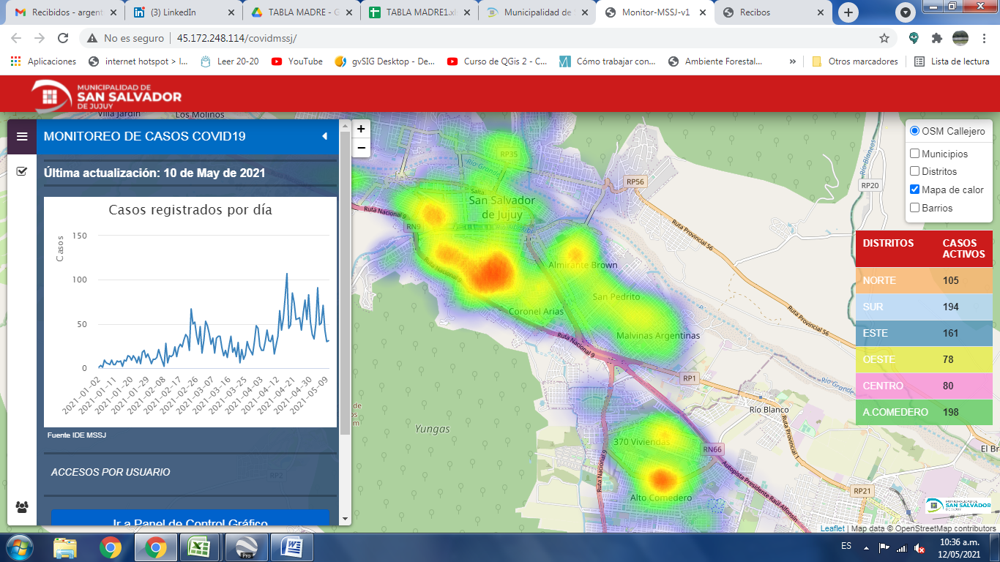 Recibidos - argent
(3) LinkedIn
TABLA MADRE - G
TABLA MADRE1.xl
Municipalidad de S
Monitor-MSSJ-v1
Recibos
No es seguro | 45.172.248.114/covidmssj/
Aplicaciones
internet hotspot > I...
Leer 20-20
YouTube
gvSIG Desktop - De...
Curso de QGis 2 - C...
Cómo trabajar con...
Ambiente Forestal...
»
Otros marcadores
Lista de lectura
MUNICIPALIDAD DE
SAN SALVADOR
DE JUJUY
Villa Jardín
Los Molinos
MONITOREO DE CASOS COVID19
Última actualización: 10 de May de 2021
Casos registrados por día
Casos
150
100
50
0
2021-01-02
2021-01-11
2021-01-20
2021-01-29
2021-02-08
2021-02-17
2021-02-26
2021-03-07
2021-03-16
2021-03-25
2021-04-03
2021-04-12
2021-04-21
2021-04-30
2021-05-09
Fuente IDE MSSJ
ACCESOS POR USUARIO
RP2
Ir a Panel de Control Gráfico
+
−
RP35
Río Grande
RP56
RP20
Río Blanco
Salta
San Salvador
de Jujuy
Ruta Nacional 9
RN9
Ruta Nacional 9
Almirante Brown
San Pedrito
Coronel Arias
Malvinas Argentinas
Ruta Nacional 9
Ruta Provincial 56
Ruta Provincial 56
RP1
Río Grande
Río Blanco
Ruta Provincial 1
Yungas
370 Viviendas
RN66
Ruta Nacional 9
Autopista Presidente Raúl Alfonsín
Alto Comedero
RP21
El Br
OSM Callejero
Municipios
Distritos
Mapa de calor
Barrios
DISTRITOS CASOS
ACTIVOS
NORTE 105
SUR 194
ESTE 161
OESTE 78
CENTRO 80
A.COMEDERO 198
MUNICIPALIDAD DE
SAN SALVADOR
DE JUJUY
Leaflet | Map data © OpenStreetMap contributors
Pro
ES
10:36 a.m.
12/05/2021